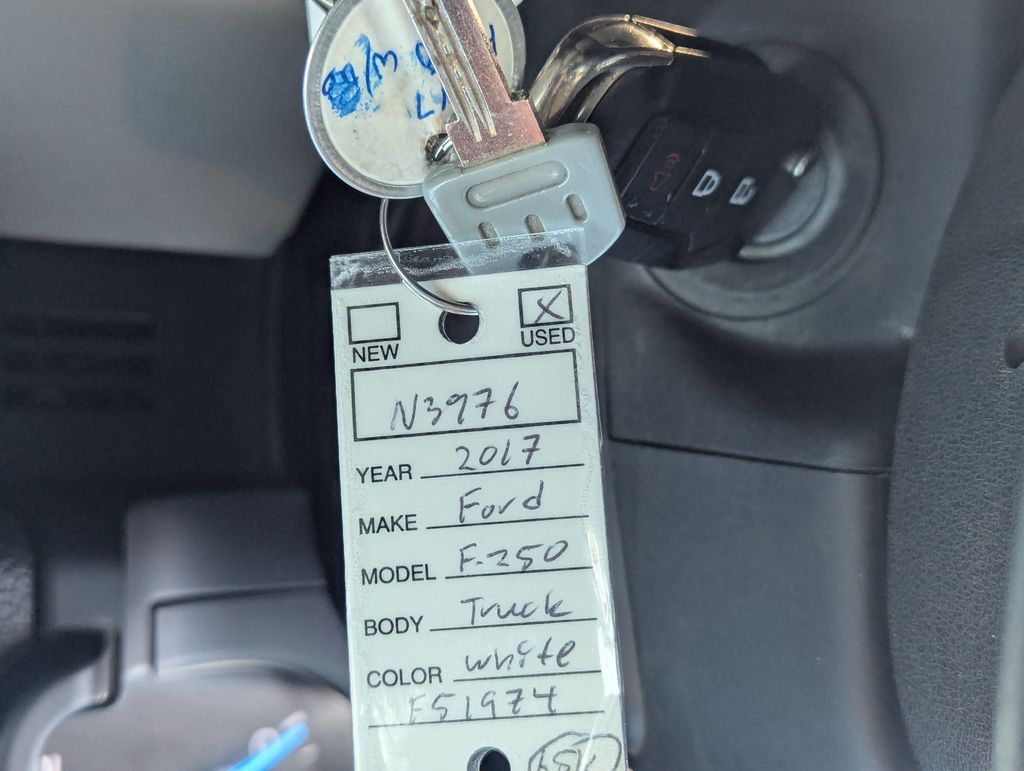 W/
NEW
X
USED
N3976
YEAR 2017
MAKE Ford
MODEL F-250
BODY Truck
COLOR white
F51974